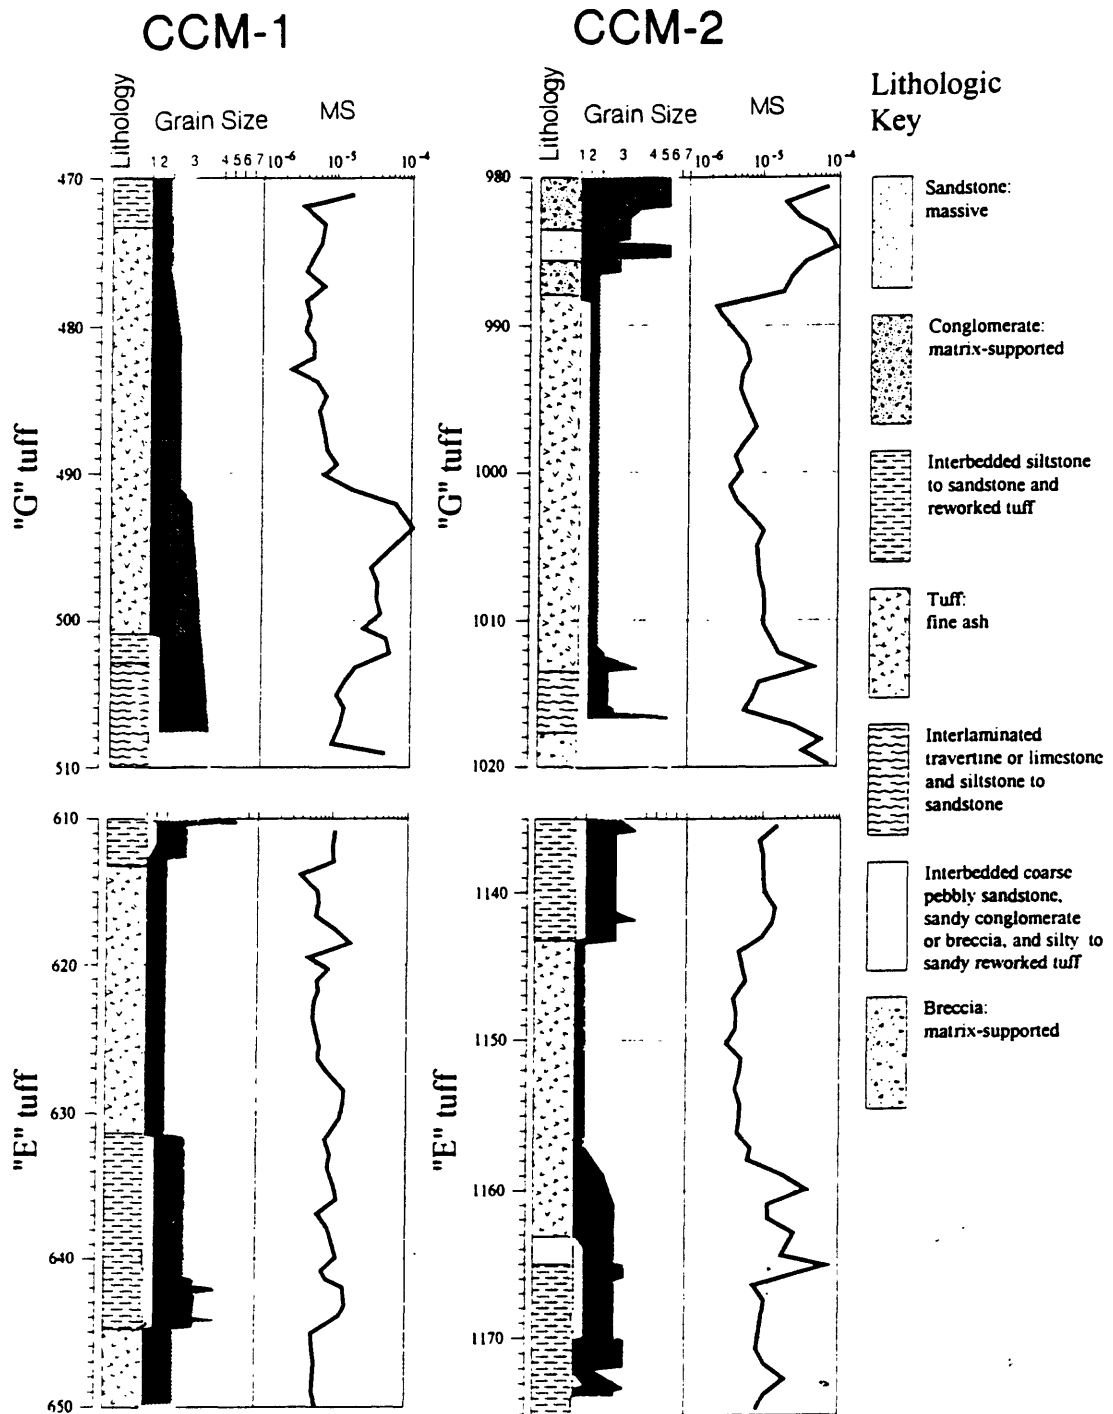 CCM-1
CCM-2
Lithology
Grain Size
MS
Lithology
Grain Size
MS
1 2 3 4 5 6 7 10-6 10-5 10-4
1 2 3 4 5 6 7 10-6 10-5 10-4
470
480
490
500
510
"G" tuff
980
990
1000
1010
1020
"G" tuff
610
620
630
640
650
"E" tuff
1140
1150
1160
1170
"E" tuff
Lithologic
Key
Sandstone:
massive
Conglomerate:
matrix-supported
Interbedded siltstone
to sandstone and
reworked tuff
Tuff:
fine ash
Interlaminated
travertine or limestone
and siltstone to
sandstone
Interbedded coarse
pebbly sandstone,
sandy conglomerate
or breccia, and silty to
sandy reworked tuff
Breccia:
matrix-supported